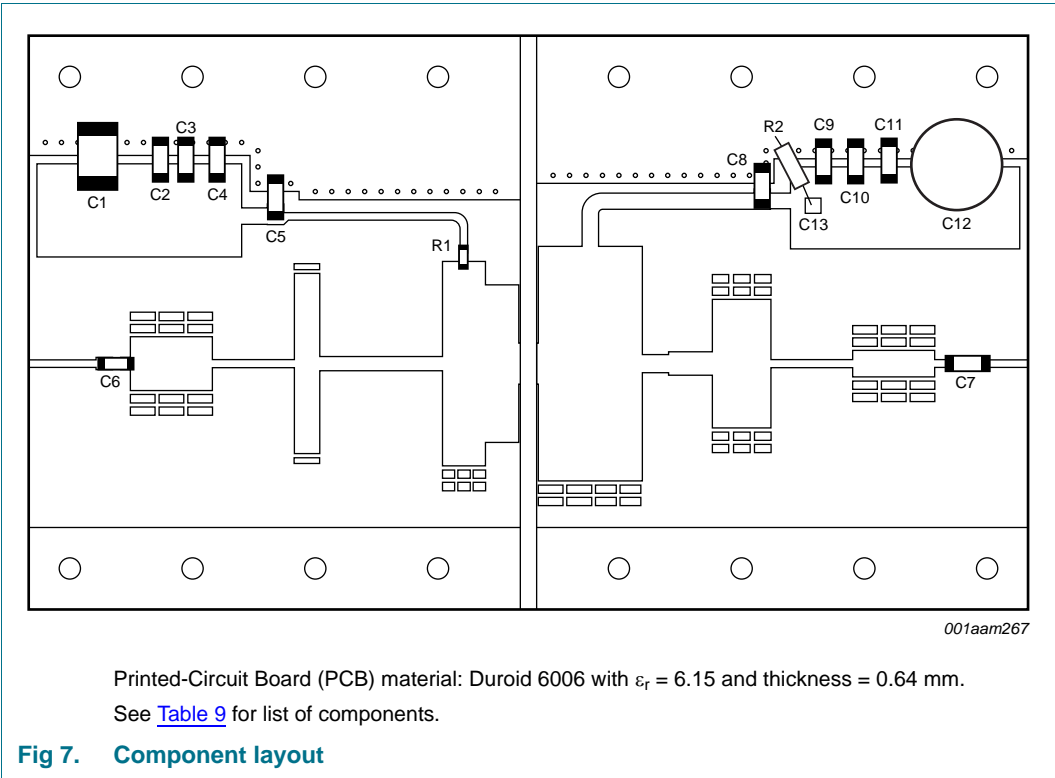 C1
C2
C3
C4
C5
R1
C6
C8
R2
C9
C10
C11
C13
C12
C7
001aam267
Printed-Circuit Board (PCB) material: Duroid 6006 with εr = 6.15 and thickness = 0.64 mm.
See Table 9 for list of components.
Fig 7. Component layout